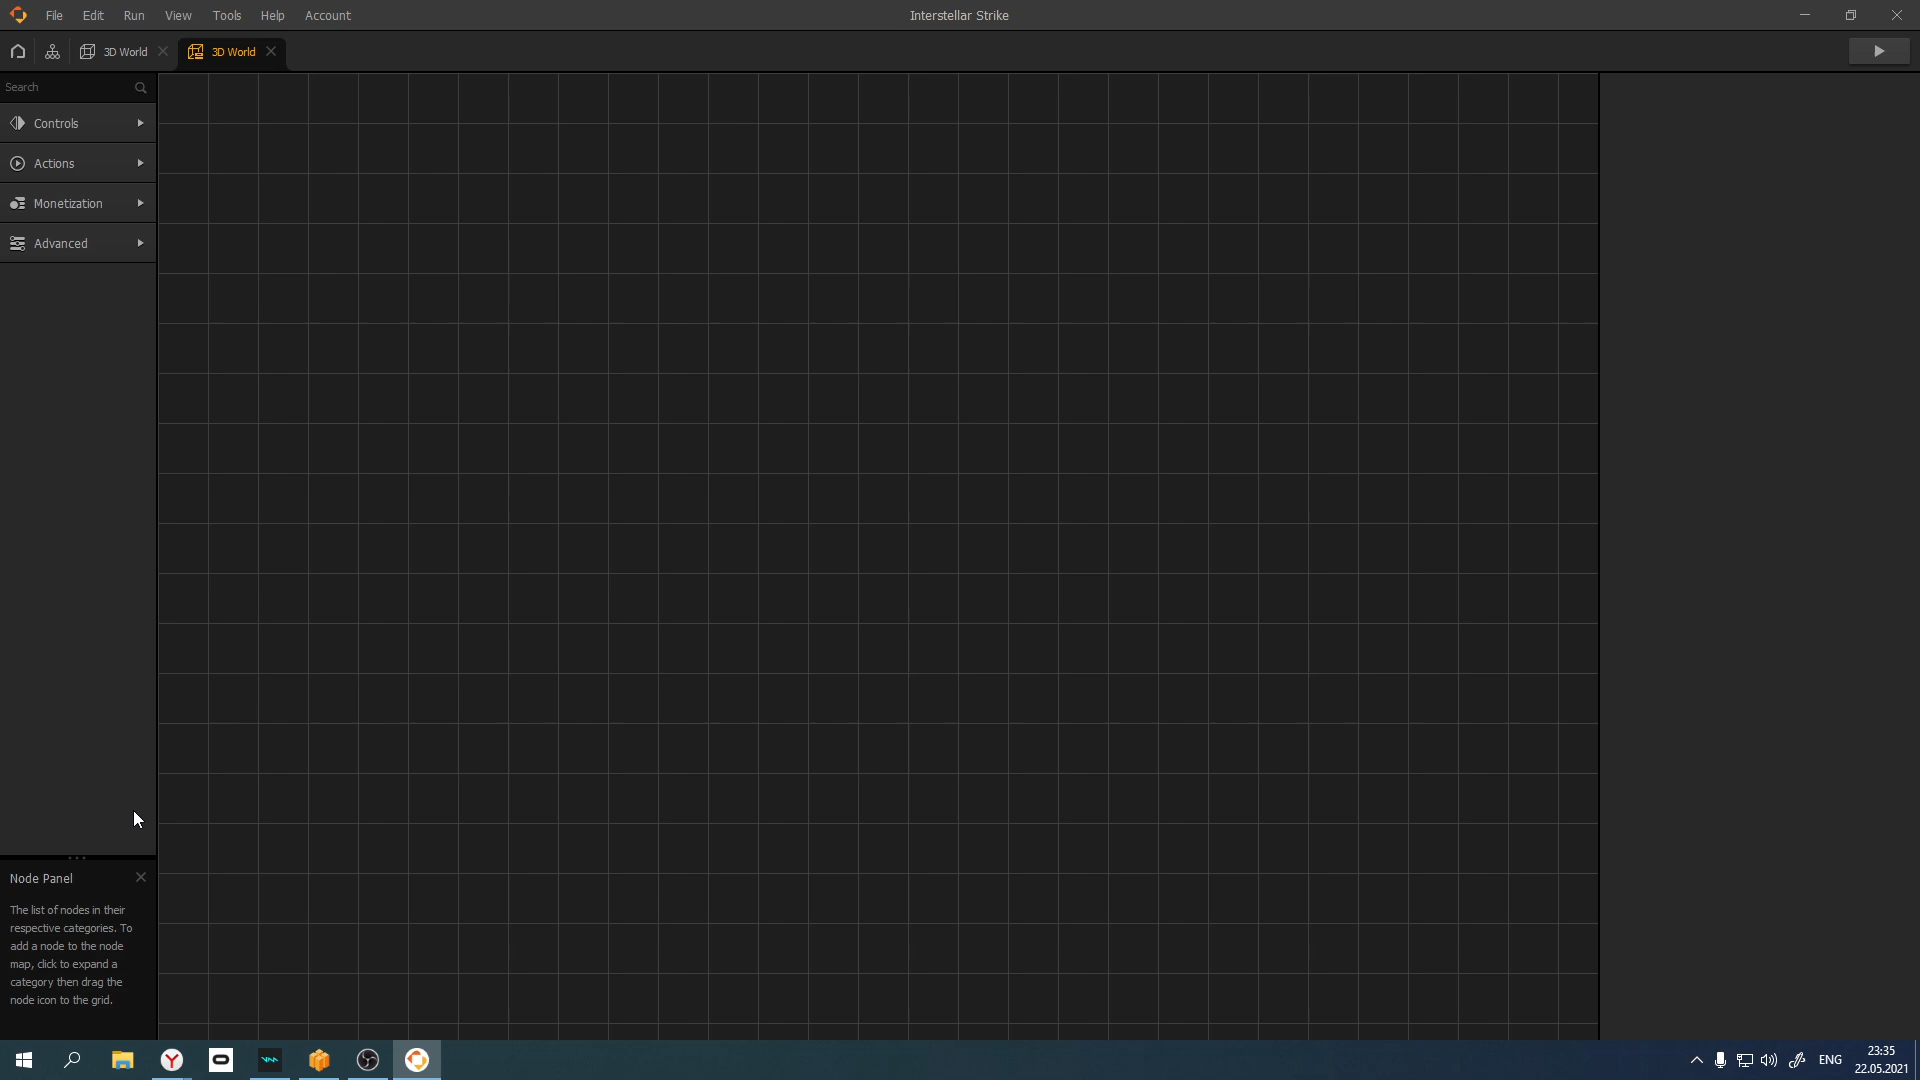 File Edit Run View Tools Help Account
Interstellar Strike
3D World
3D World
Search
Controls
Actions
Monetization
Advanced
Node Panel
The list of nodes in their
respective categories. To
add a node to the node
map, click to expand a
category then drag the
node icon to the grid.
ENG
23:35
22.05.2021